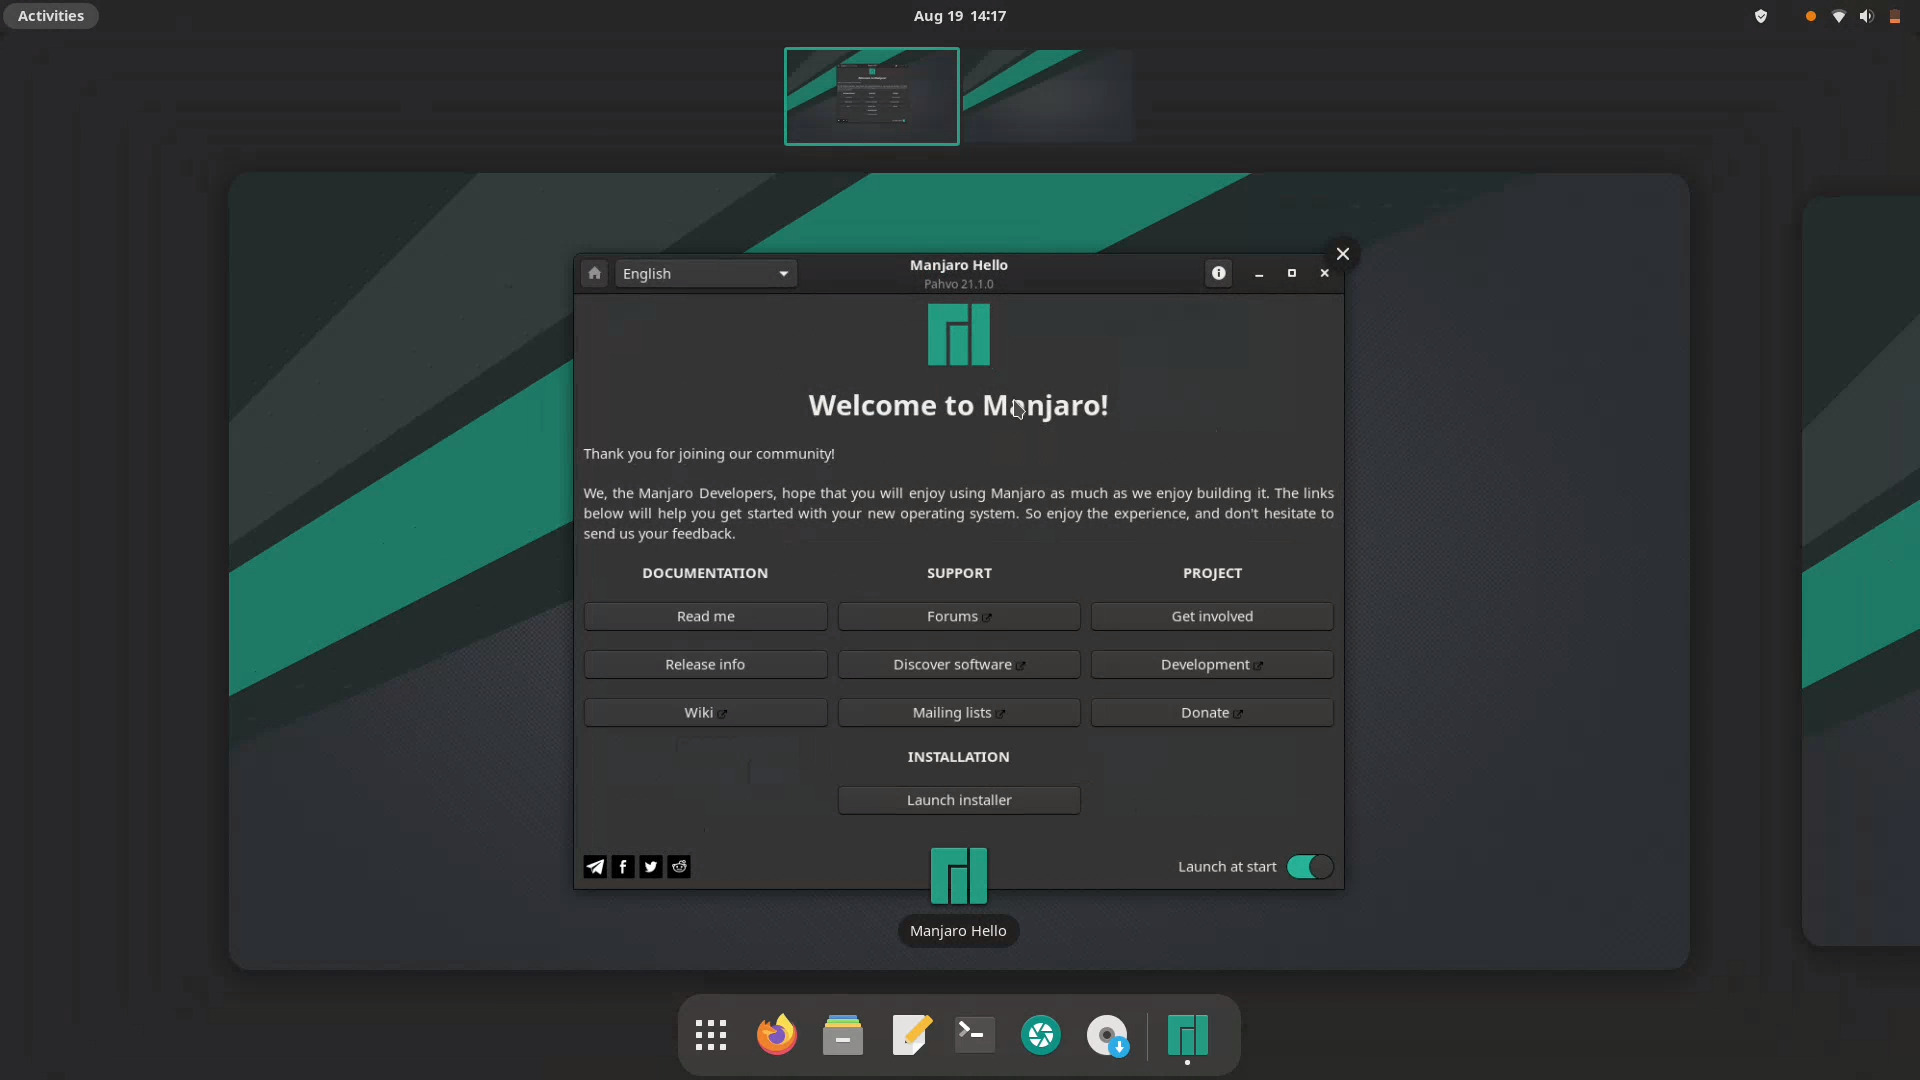 Activities
Aug 19 14:17
English
Manjaro Hello
Pahvo 21.1.0
Welcome to Manjaro!
Thank you for joining our community!
We, the Manjaro Developers, hope that you will enjoy using Manjaro as much as we enjoy building it. The links
below will help you get started with your new operating system. So enjoy the experience, and don't hesitate to
send us your feedback.
DOCUMENTATION
SUPPORT
PROJECT
Read me
Forums
Get involved
Release info
Discover software
Development
Wiki
Mailing lists
Donate
INSTALLATION
Launch installer
Launch at start
Manjaro Hello